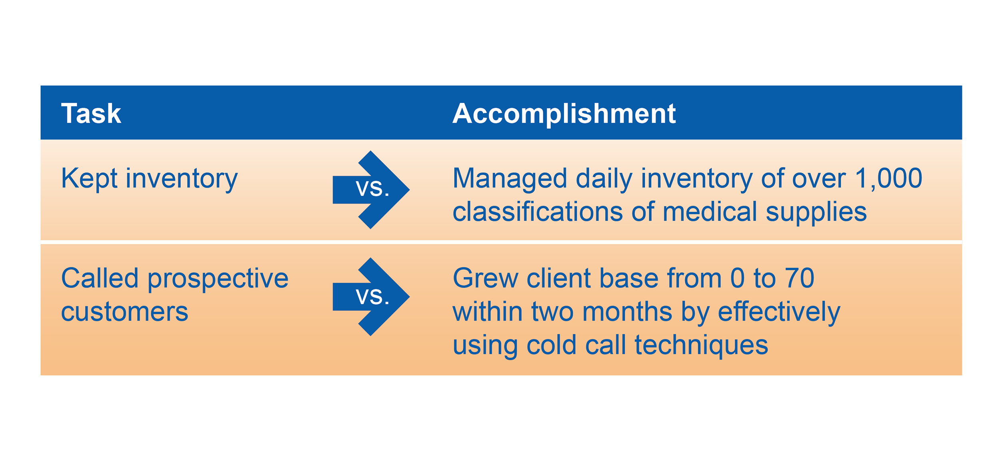 Task
Accomplishment
Kept inventory
vs.
Managed daily inventory of over 1,000
classifications of medical supplies
Called prospective
customers
vs.
Grew client base from 0 to 70
within two months by effectively
using cold call techniques